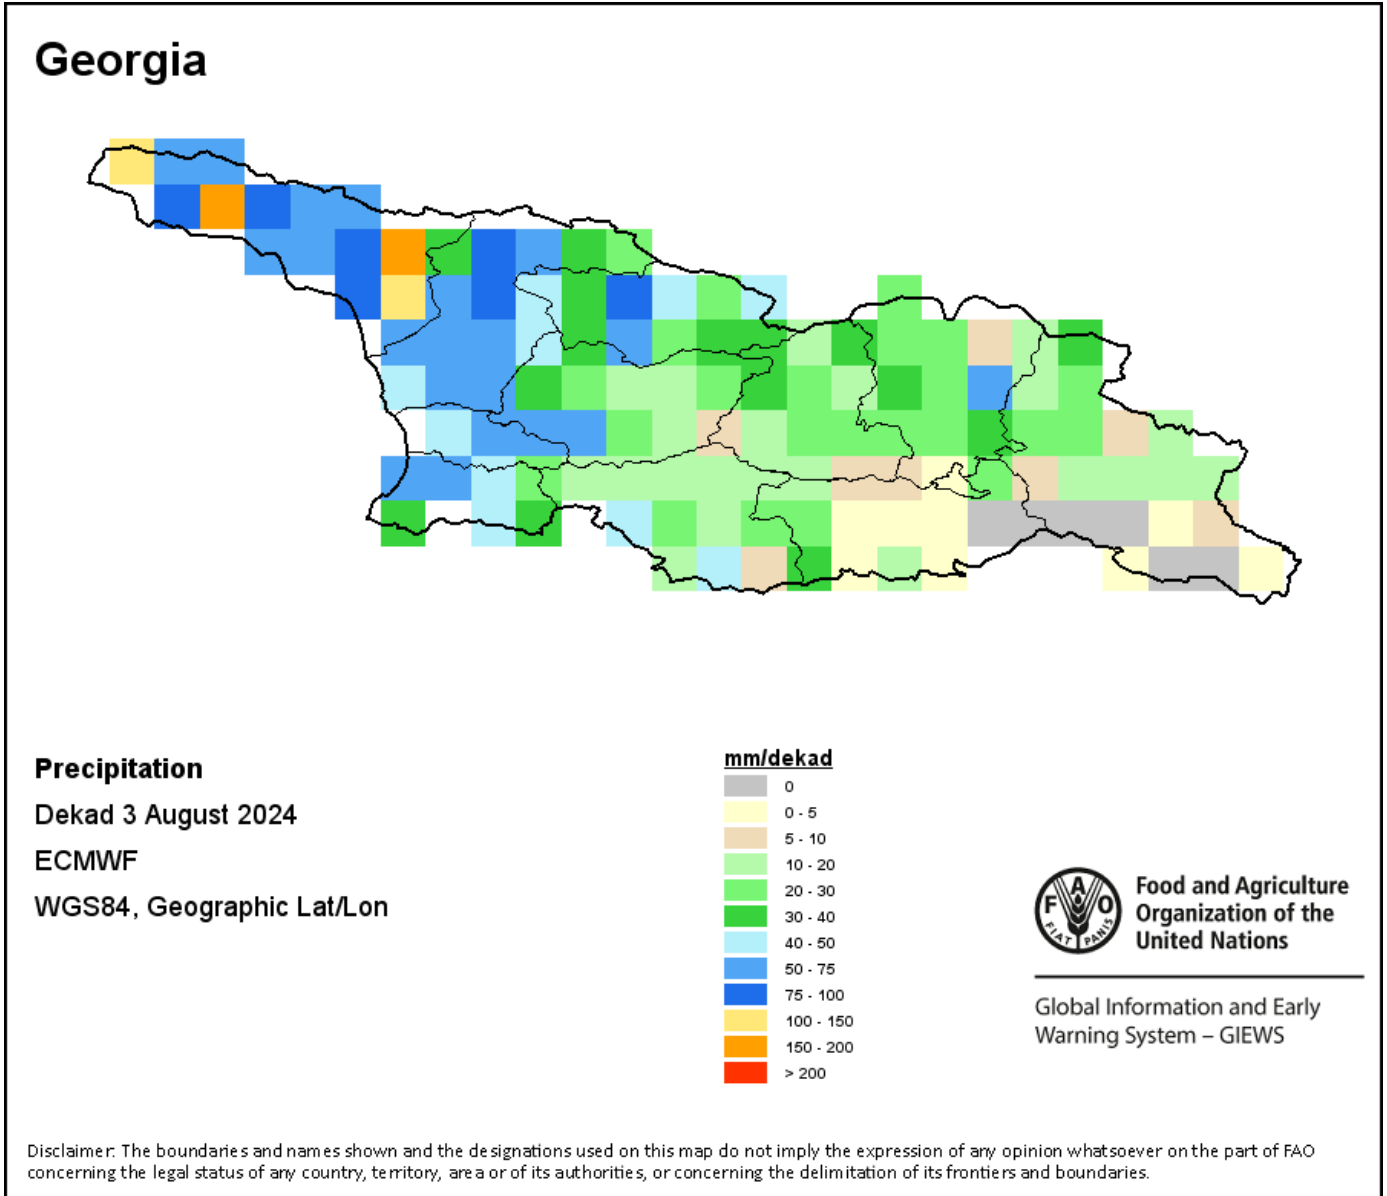 Georgia
Precipitation
Dekad 3 August 2024
ECMWF
WGS84, Geographic Lat/Lon
mm/dekad
0
0 - 5
5 - 10
10 - 20
20 - 30
30 - 40
40 - 50
50 - 75
75 - 100
100 - 150
150 - 200
> 200
F A O
FIAT PANIS
Food and Agriculture
Organization of the
United Nations
Global Information and Early
Warning System – GIEWS
Disclaimer: The boundaries and names shown and the designations used on this map do not imply the expression of any opinion whatsoever on the part of FAO
concerning the legal status of any country, territory, area or of its authorities, or concerning the delimitation of its frontiers and boundaries.